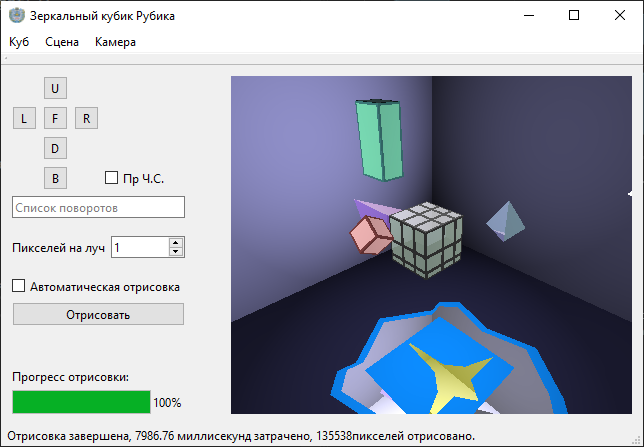 Зеркальный кубик Рубика
Куб Сцена Камера
U
L F R
D
B Пр Ч.С.
Список поворотов
Пикселей на луч 1
Автоматическая отрисовка
Отрисовать
Прогресс отрисовки:
100%
Отрисовка завершена, 7986.76 миллисекунд затрачено, 135538пикселей отрисовано.